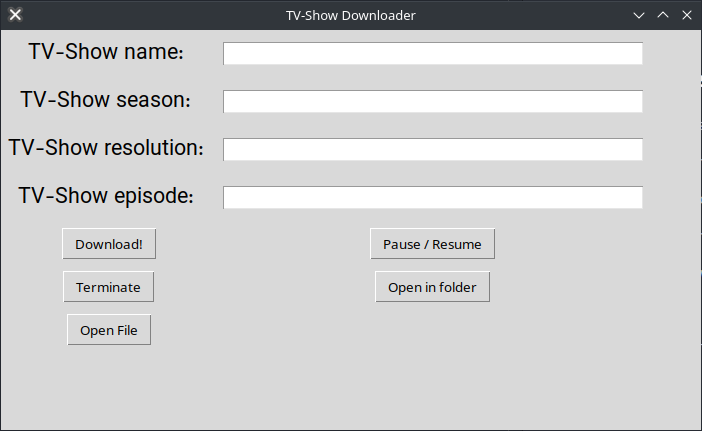 TV-Show Downloader
TV-Show name:
TV-Show season:
TV-Show resolution:
TV-Show episode:
Download!
Pause / Resume
Terminate
Open in folder
Open File